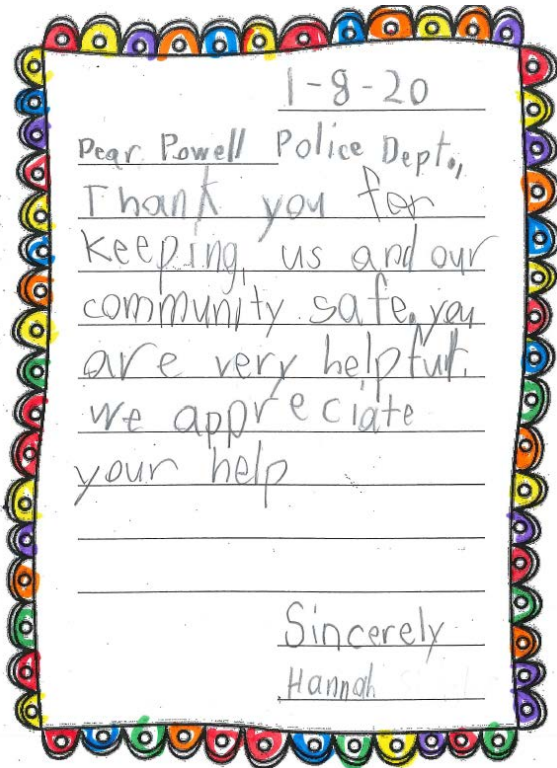 1-8-20
Dear Powell Police Dept.,
Thank you for
keeping us and our
community safe. you
are very helpful.
We appreciate
your help
Sincerely
Hannah